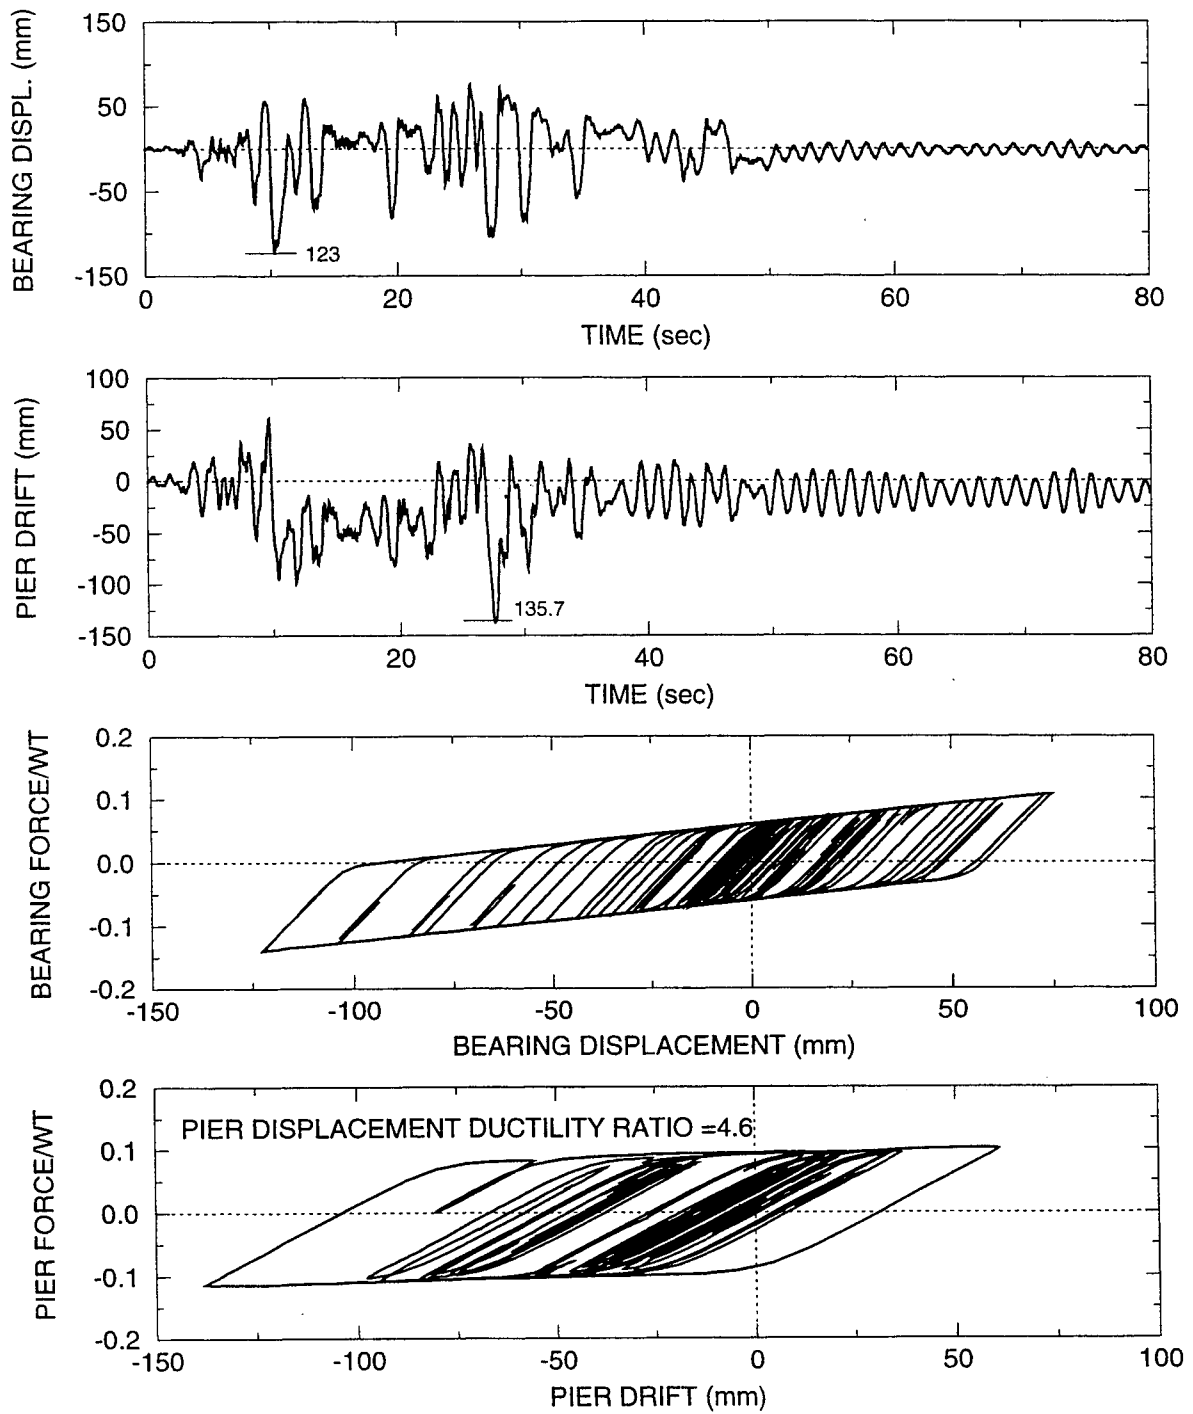 BEARING DISPL. (mm)
150
50
-50
-150
123
0 20 40 60 80
TIME (sec)
PIER DRIFT (mm)
100
50
0
-50
-100
-150
135.7
0 20 40 60 80
TIME (sec)
BEARING FORCE/WT
0.2
0.1
0.0
-0.1
-0.2
-150 -100 -50 0 50 100
BEARING DISPLACEMENT (mm)
PIER FORCE/WT
0.2
PIER DISPLACEMENT DUCTILITY RATIO =4.6
0.1
0.0
-0.1
-0.2
-150 -100 -50 0 50 100
PIER DRIFT (mm)